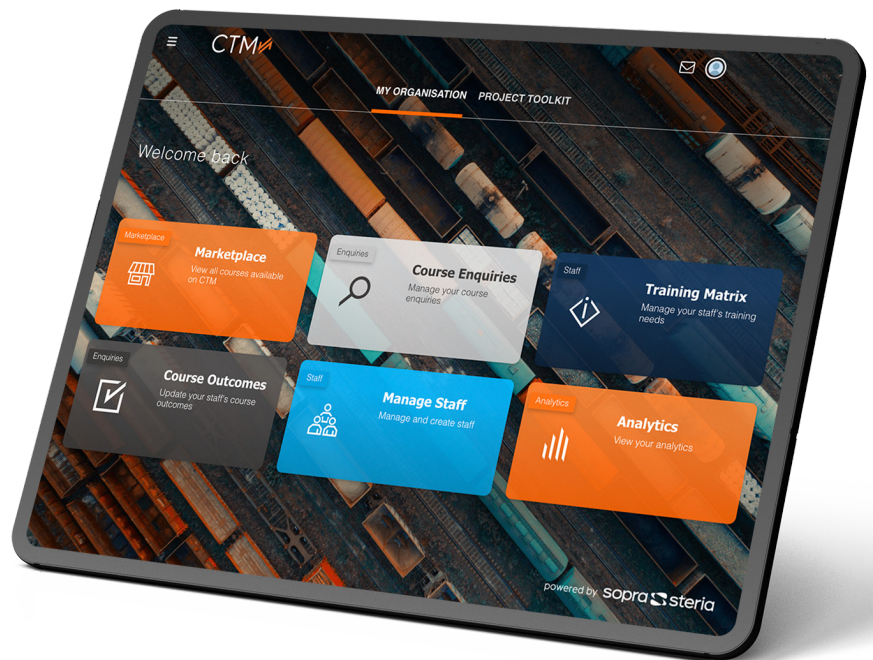 CTM
MY ORGANISATION PROJECT TOOLKIT
Welcome back
Marketplace
Marketplace
View all courses available
on CTM
Enquiries
Course Enquiries
Manage your course
enquiries
Staff
Training Matrix
Manage your staff's training
needs
Enquiries
Course Outcomes
Update your staff's course
outcomes
Staff
Manage Staff
Manage and create staff
Analytics
Analytics
View your analytics
powered by sopra steria